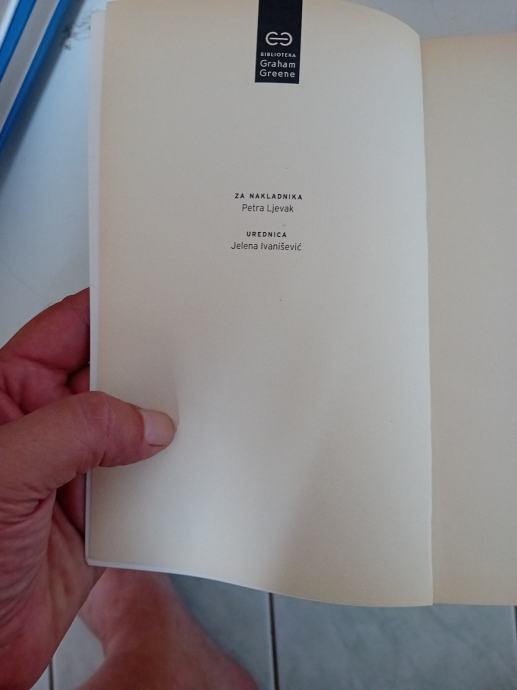 BIBLIOTEKA
Graham
Greene
ZA NAKLADNIKA
Petra Ljevak
UREDNICA
Jelena Ivanišević